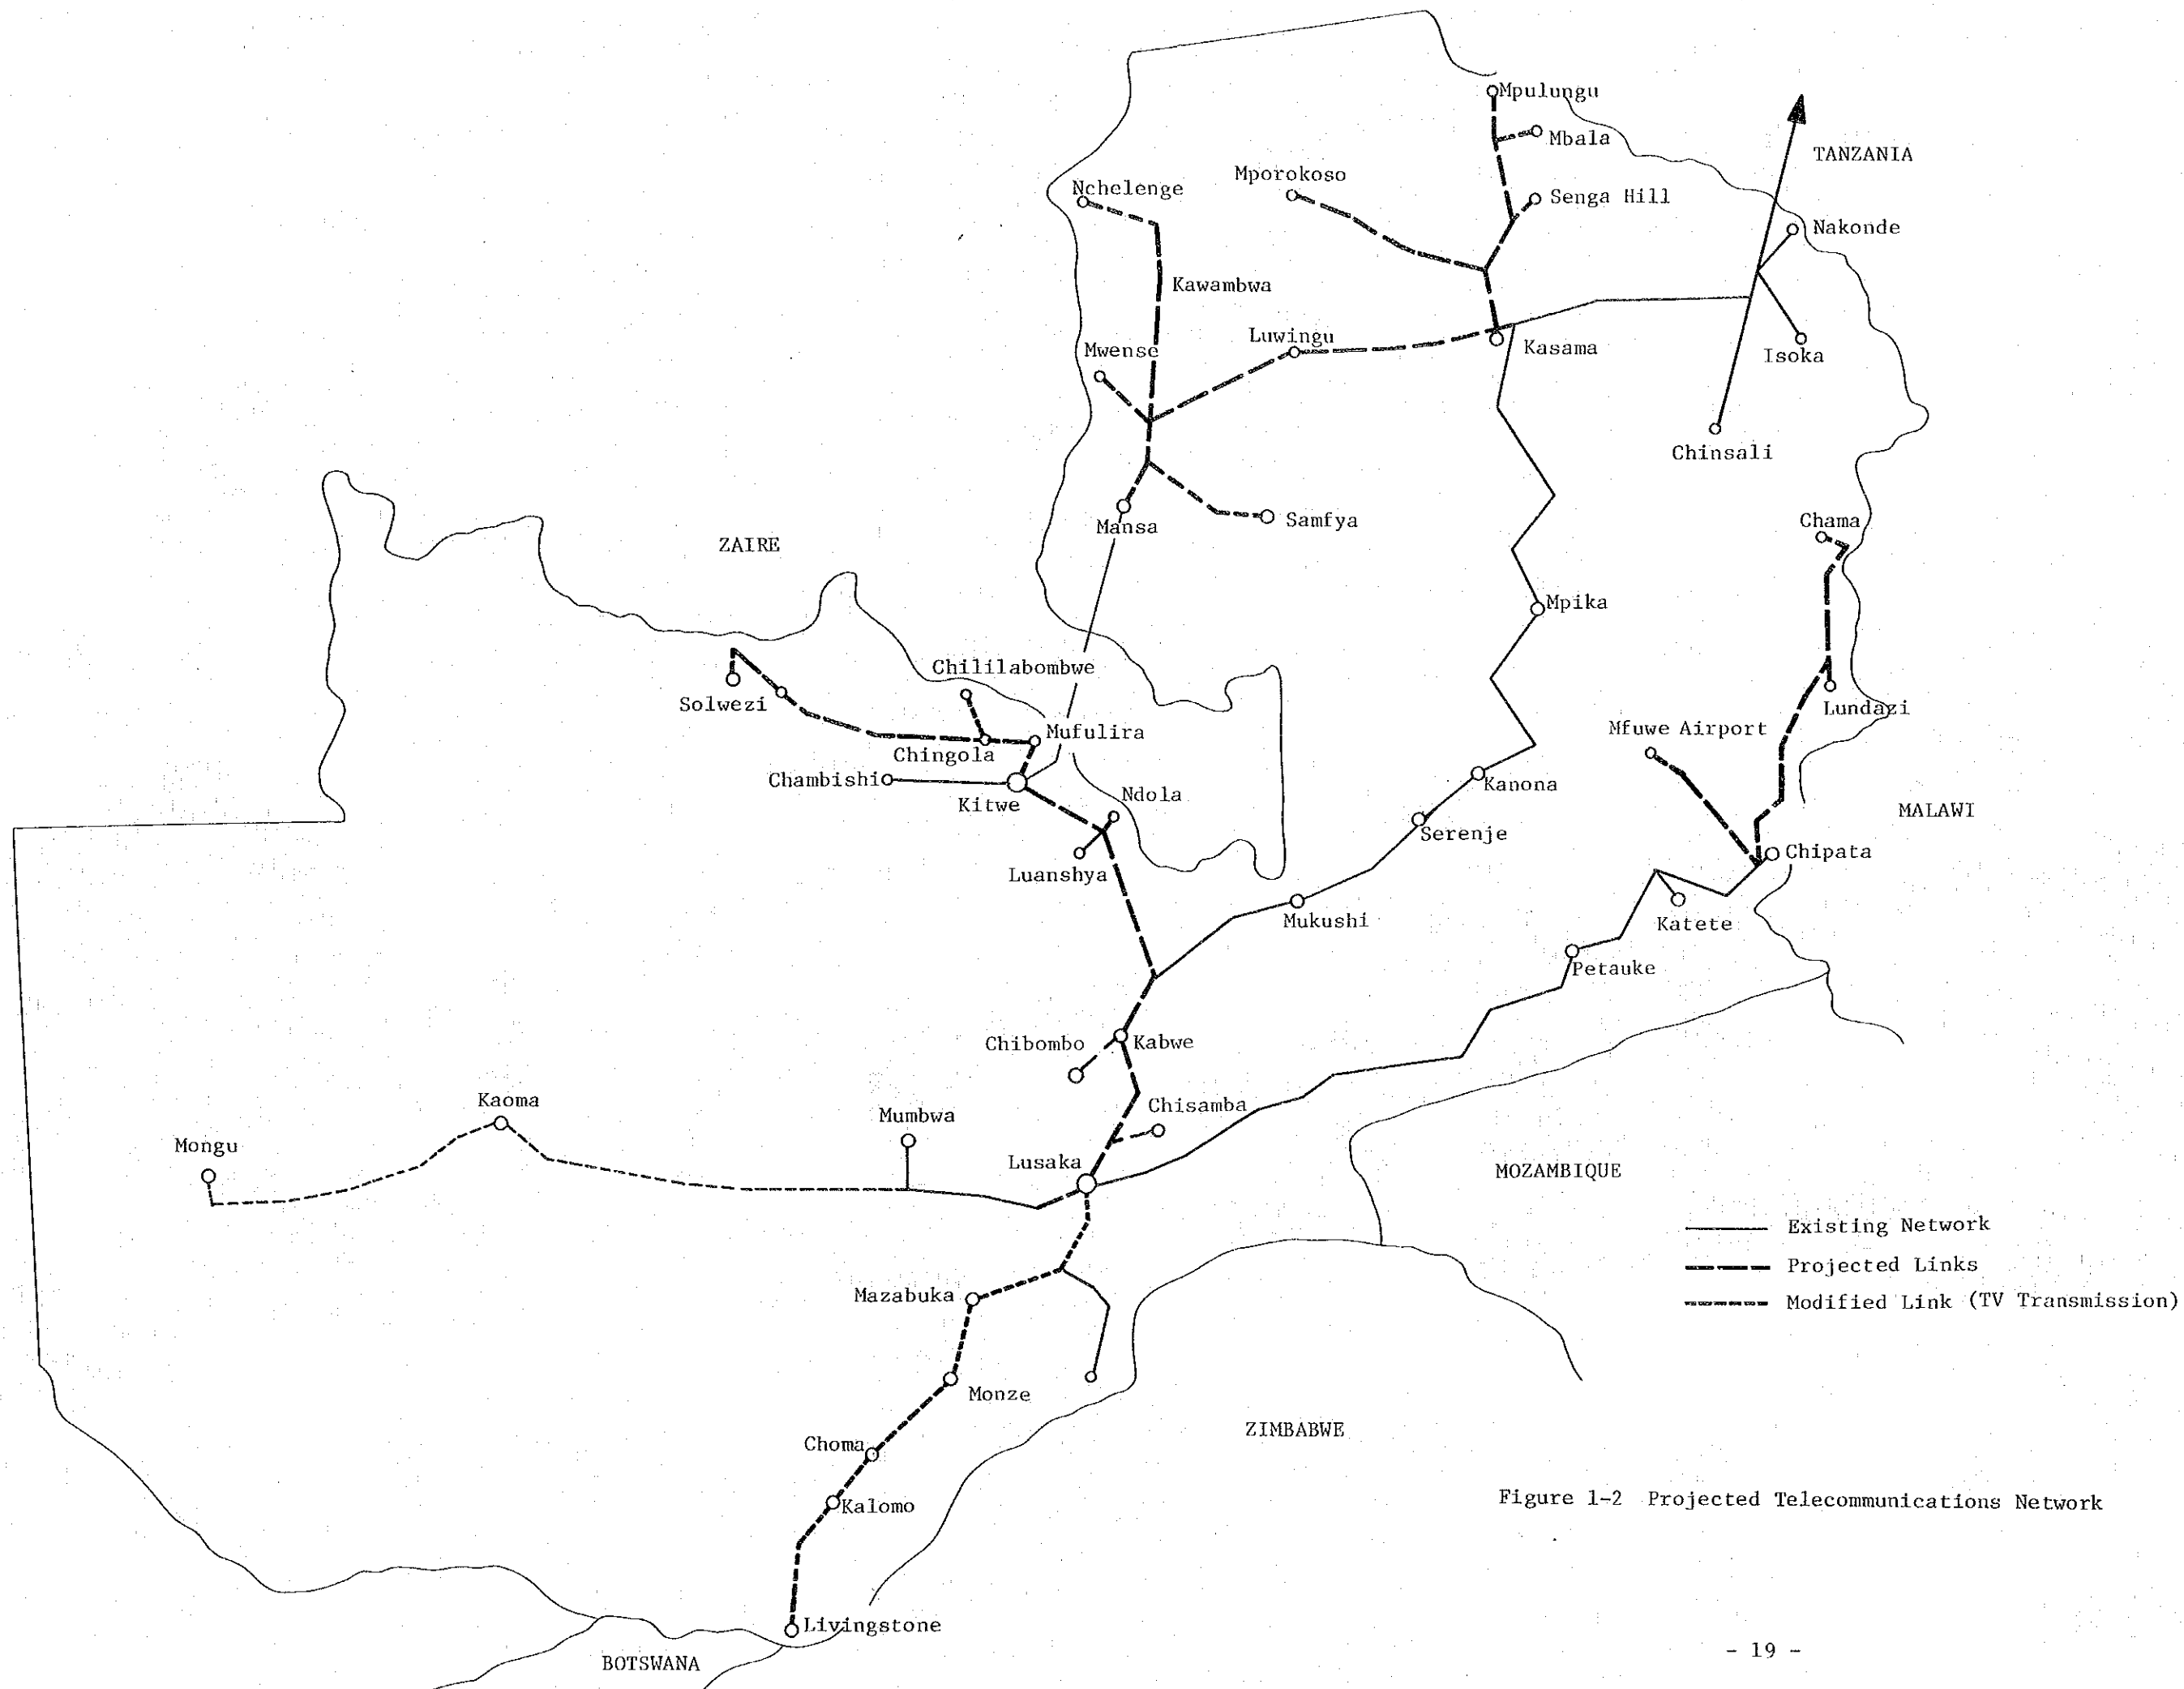 Mpulungu
Mbala
TANZANIA
Nchelenge
Mporokoso
Senga Hill
Nakonde
Kawambwa
Mwense
Luwingu
Kasama
Isoka
Chinsali
Mansa
Samfya
Chama
ZAIRE
Mpika
Chililabombwe
Solwezi
Lundazi
Mfuwe Airport
Mufulira
Chingola
Chambishi
Kitwe
Ndola
Kanona
MALAWI
Serenje
Luanshya
Chipata
Mukushi
Katete
Petauke
Chibombo
Kabwe
Kaoma
Mumbwa
Chisamba
Mongu
Lusaka
MOZAMBIQUE
Existing Network
Projected Links
Modified Link (TV Transmission)
Mazabuka
Monze
ZIMBABWE
Choma
Kalomo
Figure 1-2 Projected Telecommunications Network
Livingstone
BOTSWANA
- 19 -